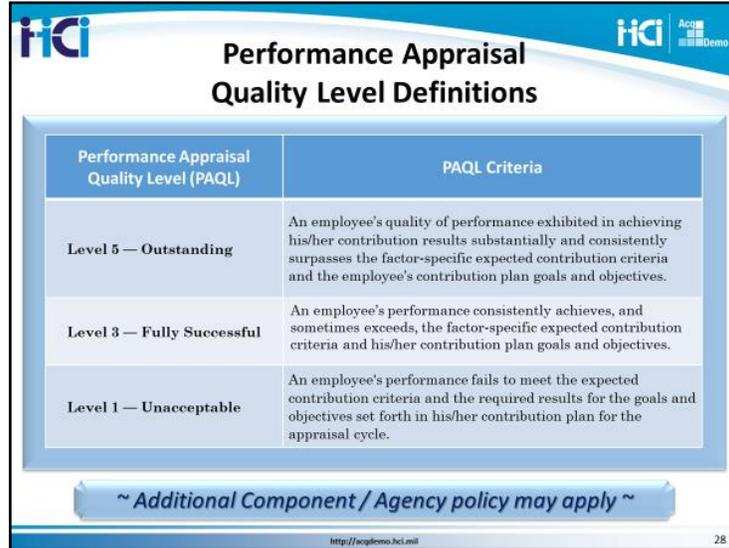 HCi
HCi
Acq
Demo
Performance Appraisal
Quality Level Definitions
Performance Appraisal
Quality Level (PAQL)
PAQL Criteria
Level 5 — Outstanding
An employee’s quality of performance exhibited in achieving
his/her contribution results substantially and consistently
surpasses the factor-specific expected contribution criteria
and the employee’s contribution plan goals and objectives.
Level 3 — Fully Successful
An employee’s performance consistently achieves, and
sometimes exceeds, the factor-specific expected contribution
criteria and his/her contribution plan goals and objectives.
Level 1 — Unacceptable
An employee’s performance fails to meet the expected
contribution criteria and the required results for the goals and
objectives set forth in his/her contribution plan for the
appraisal cycle.
~ Additional Component / Agency policy may apply ~
http://acqdemo.hci.mil
28